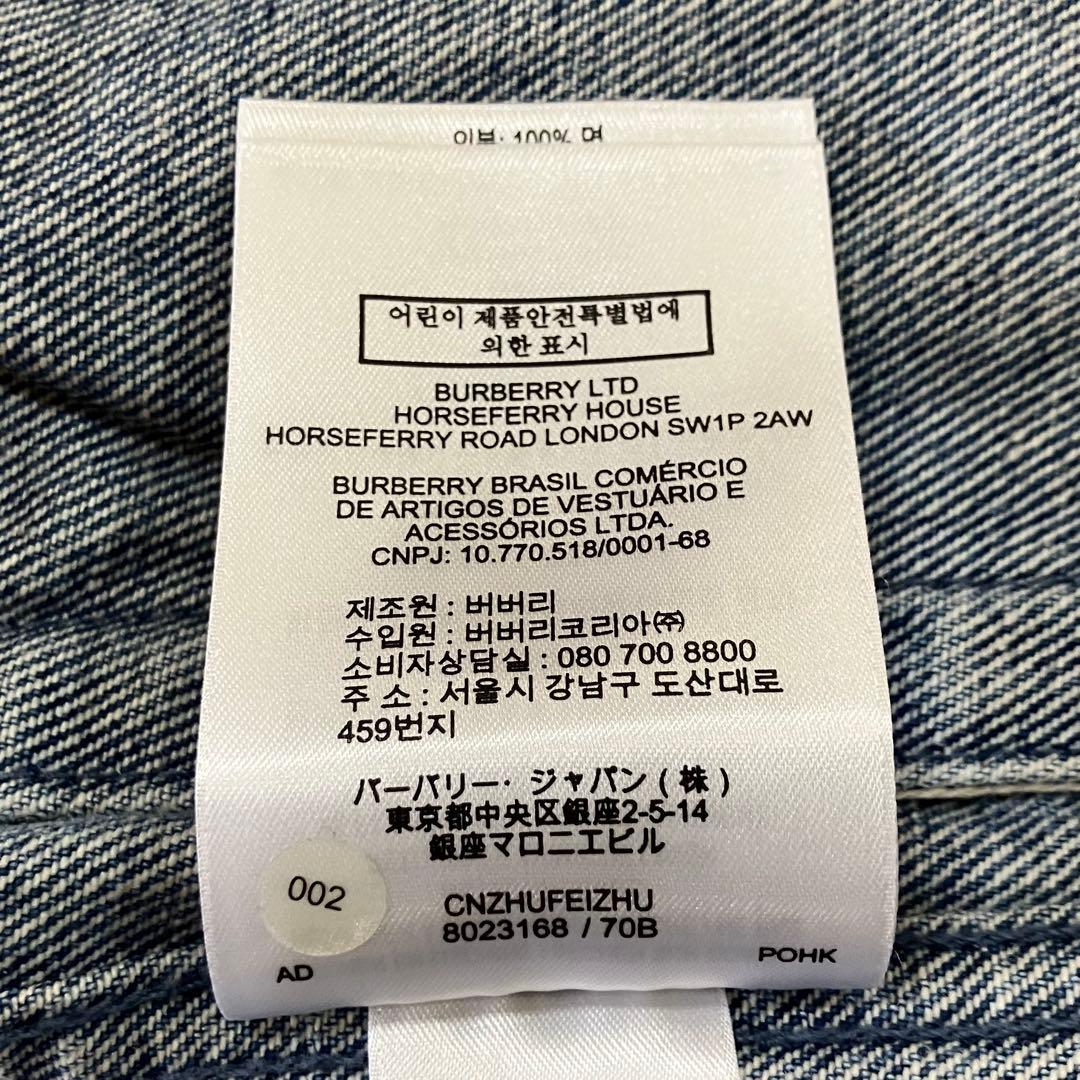 100% 면
어린이 제품안전특별법에
의한 표시
BURBERRY LTD
HORSEFERRY HOUSE
HORSEFERRY ROAD LONDON SW1P 2AW
BURBERRY BRASIL COMÉRCIO
DE ARTIGOS DE VESTUÁRIO E
ACESSÓRIOS LTDA.
CNPJ: 10.770.518/0001-68
제조원 : 버버리
수입원 : 버버리코리아㈜
소비자상담실 : 080 700 8800
주 소 : 서울시 강남구 도산대로
459번지
バーバリー・ジャパン ( 株 )
東京都中央区銀座2-5-14
銀座マロニエビル
002
CNZHUFEIZHU
8023168 / 70B
AD
POHK